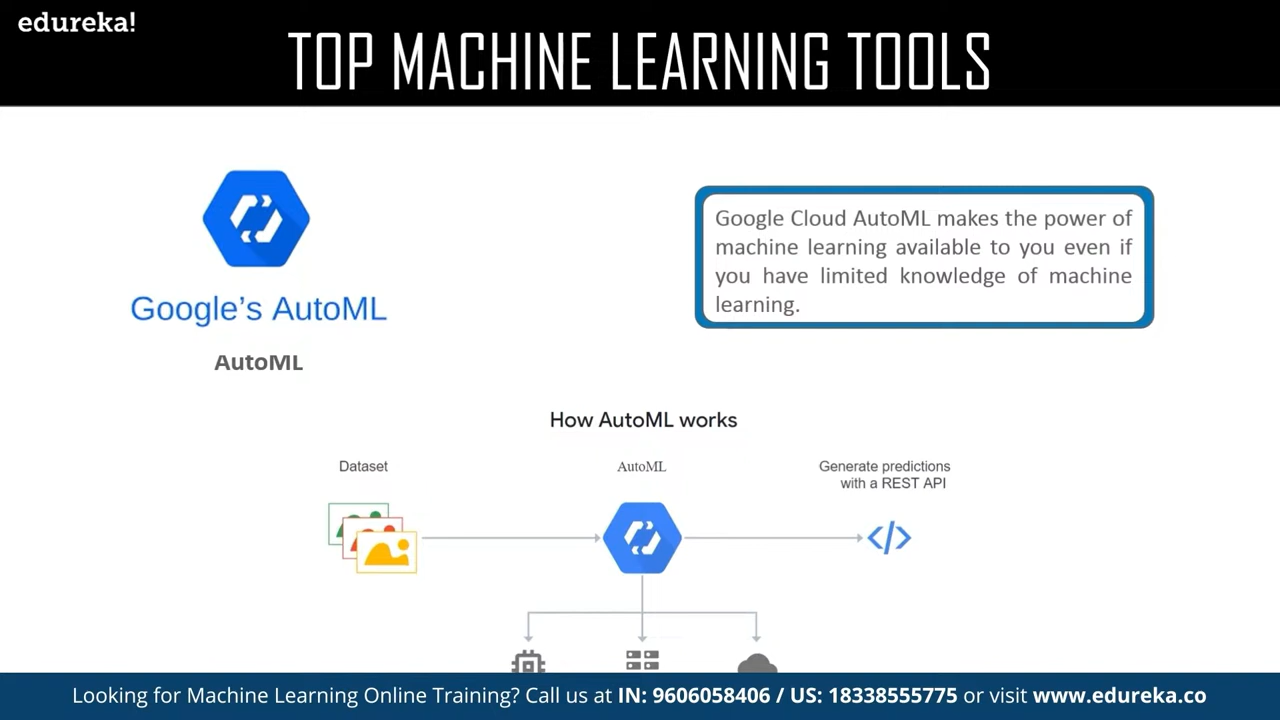 edureka!
TOP MACHINE LEARNING TOOLS
Google's AutoML
AutoML
Google Cloud AutoML makes the power of
machine learning available to you even if
you have limited knowledge of machine
learning.
How AutoML works
Dataset
AutoML
Generate predictions
with a REST API
</>
Looking for Machine Learning Online Training? Call us at IN: 9606058406 / US: 18338555775 or visit www.edureka.co